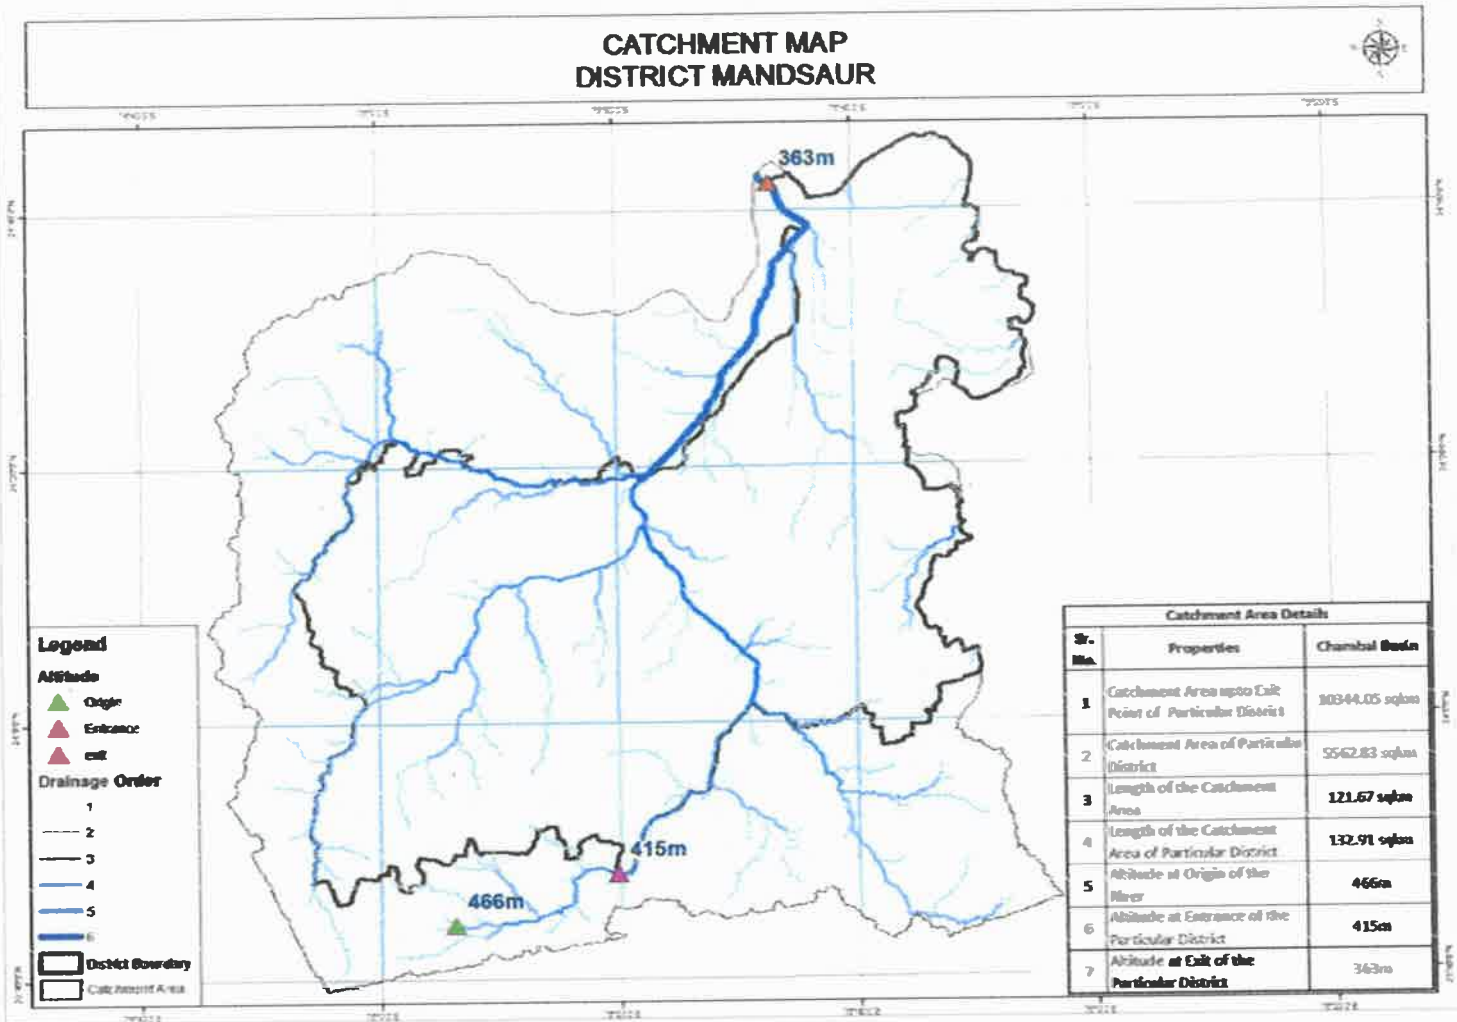 CATCHMENT MAP
DISTRICT MANDSAUR
363m
415m
466m
Legend
Altitude
Origin
Entrance
exit
Drainage Order
1
2
3
4
5
6
District Boundary
Catchment Area
Catchment Area Details
Sr. No. Properties Chambal Basin
1 Catchment Area upto Exit Point of Particular District 10344.05 sqkm
2 Catchment Area of Particular District 5562.83 sqkm
3 Length of the Catchment Area 121.67 sqkm
4 Length of the Catchment Area of Particular District 132.91 sqkm
5 Altitude at Origin of the River 466m
6 Altitude at Entrance of the Particular District 415m
7 Altitude at Exit of the Particular District 363m